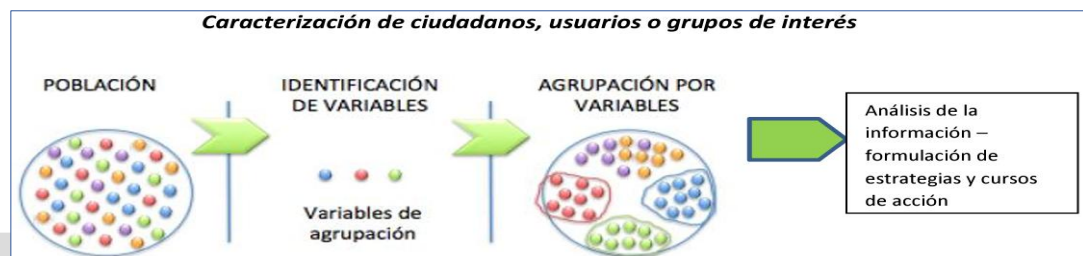 Caracterización de ciudadanos, usuarios o grupos de interés
POBLACIÓN
IDENTIFICACIÓN
DE VARIABLES
Variables de
agrupación
AGRUPACIÓN POR
VARIABLES
Análisis de la
información –
formulación de
estrategias y cursos
de acción